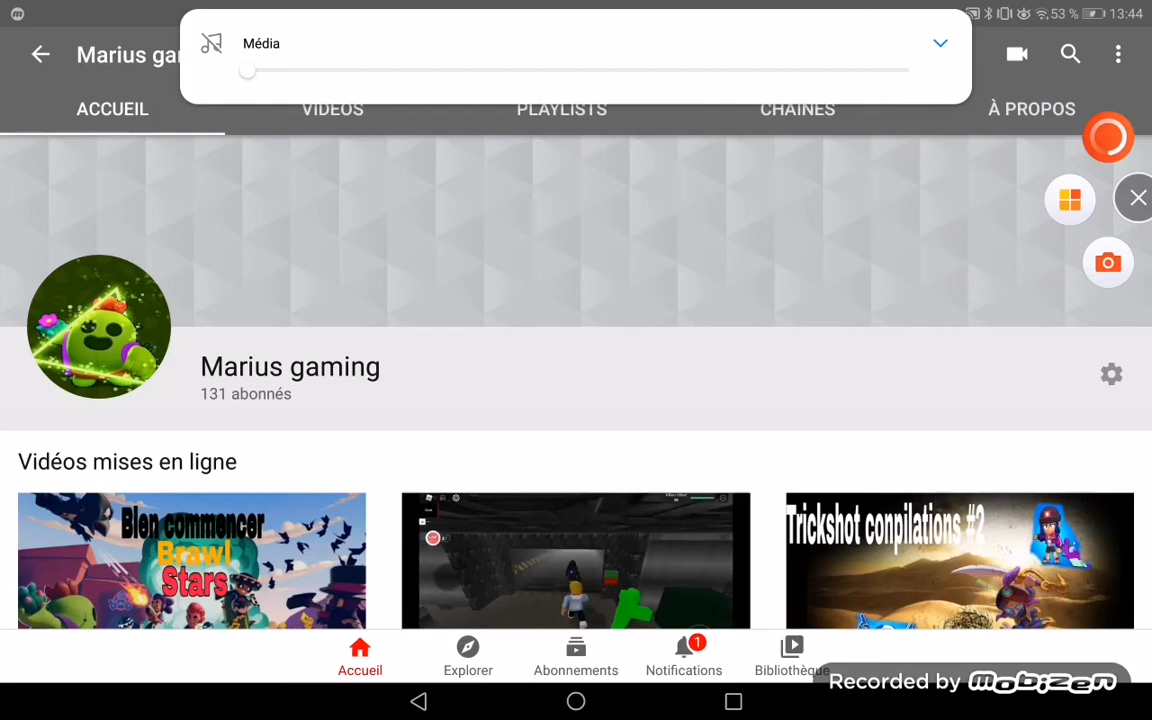 53 % 13:44
Média
Marius gar
ACCUEIL VIDÉOS PLAYLISTS CHAÎNES À PROPOS
Marius gaming
131 abonnés
Vidéos mises en ligne
Bien commencer
Brawl
Stars
Trickshot conpilations #2
1
Accueil Explorer Abonnements Notifications Bibliothèque
Recorded by mobizen